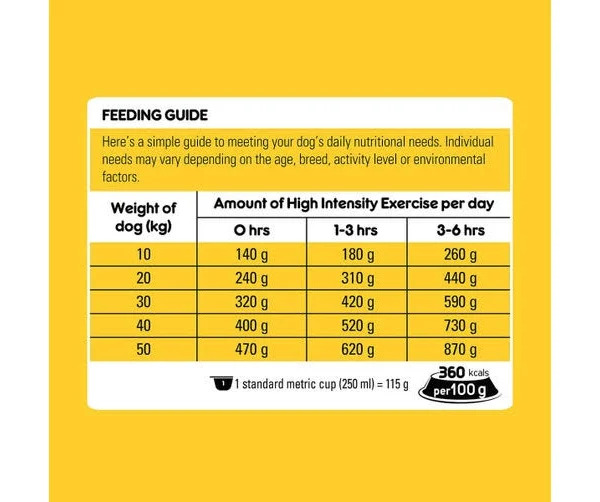 FEEDING GUIDE
Here's a simple guide to meeting your dog's daily nutritional needs. Individual
needs may vary depending on the age, breed, activity level or environmental
factors.
Weight of dog (kg) Amount of High Intensity Exercise per day
0 hrs 1-3 hrs 3-6 hrs
10 140 g 180 g 260 g
20 240 g 310 g 440 g
30 320 g 420 g 590 g
40 400 g 520 g 730 g
50 470 g 620 g 870 g
1 1 standard metric cup (250 ml) = 115 g
360 kcals
per 100 g